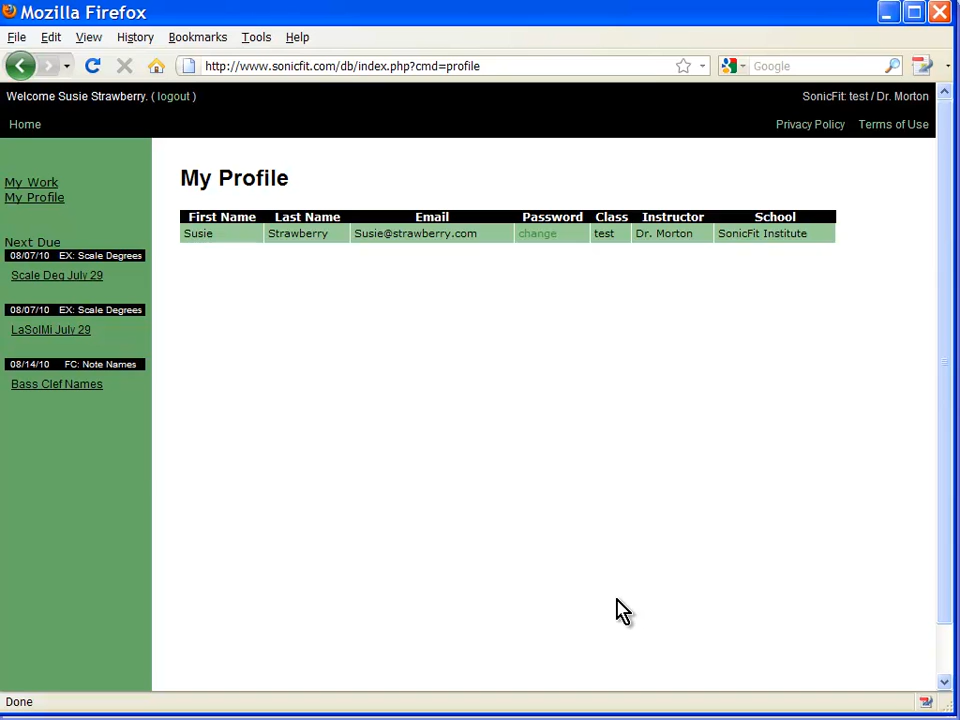 Mozilla Firefox
File Edit View History Bookmarks Tools Help
http://www.sonicfit.com/db/index.php?cmd=profile Google
Welcome Susie Strawberry. ( logout ) SonicFit: test / Dr. Morton
Home Privacy Policy Terms of Use
My Work
My Profile
Next Due
08/07/10 EX: Scale Degrees
Scale Deg July 29
08/07/10 EX: Scale Degrees
LaSolMi July 29
08/14/10 FC: Note Names
Bass Clef Names
My Profile
First Name Last Name Email Password Class Instructor School
Susie Strawberry Susie@strawberry.com change test Dr. Morton SonicFit Institute
Done